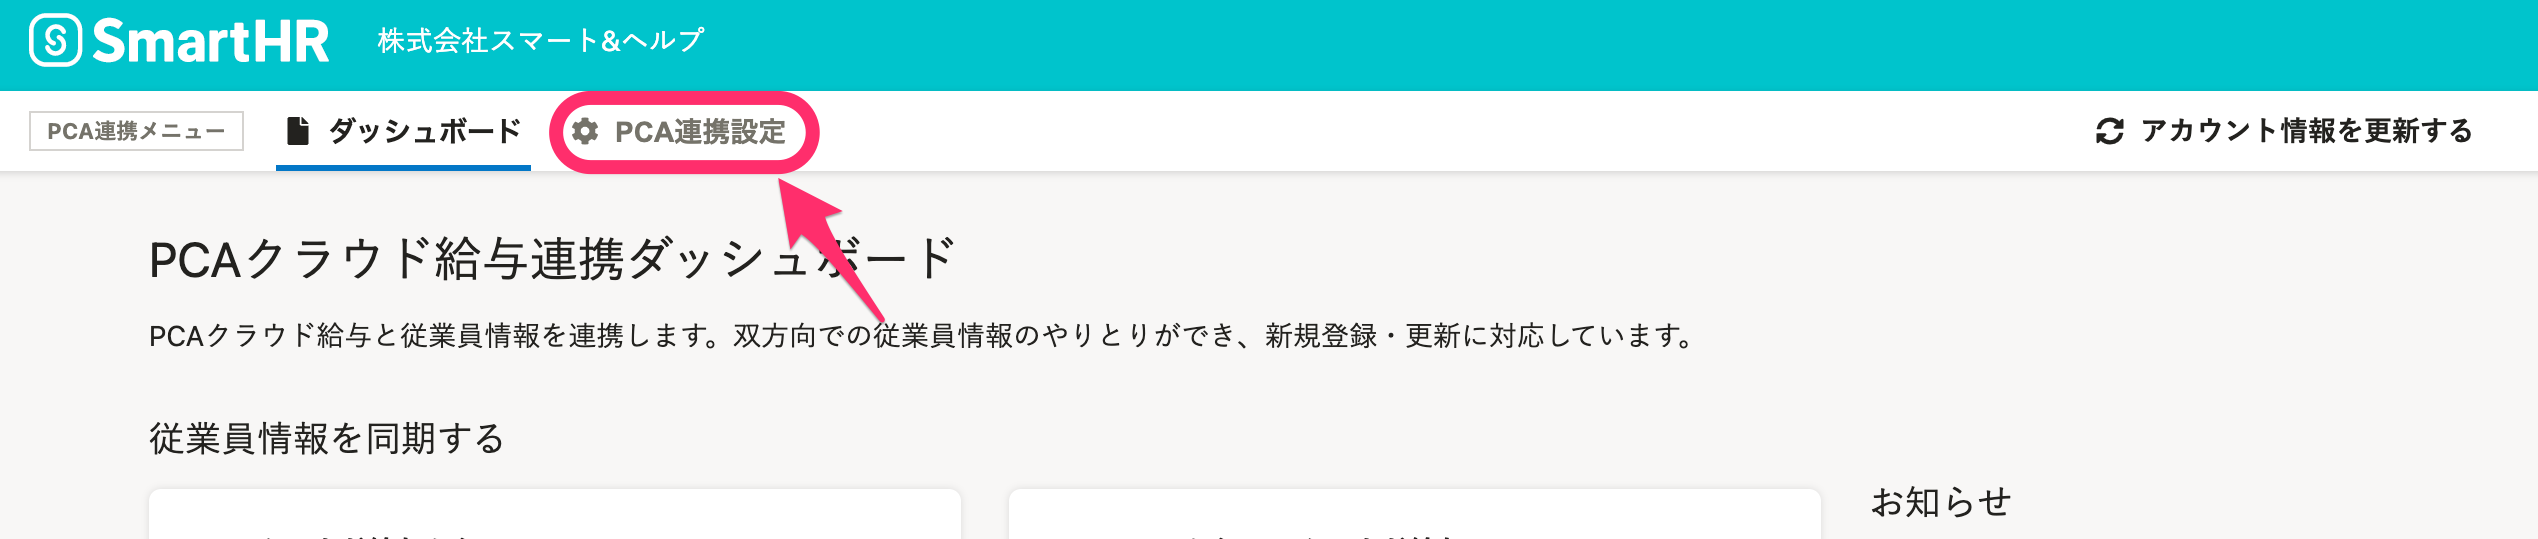 SmartHR 株式会社スマート&ヘルプ
PCA連携メニュー ダッシュボード PCA連携設定 アカウント情報を更新する
PCAクラウド給与連携ダッシュボード
PCAクラウド給与と従業員情報を連携します。双方向での従業員情報のやりとりができ、新規登録・更新に対応しています。
従業員情報を同期する
お知らせ